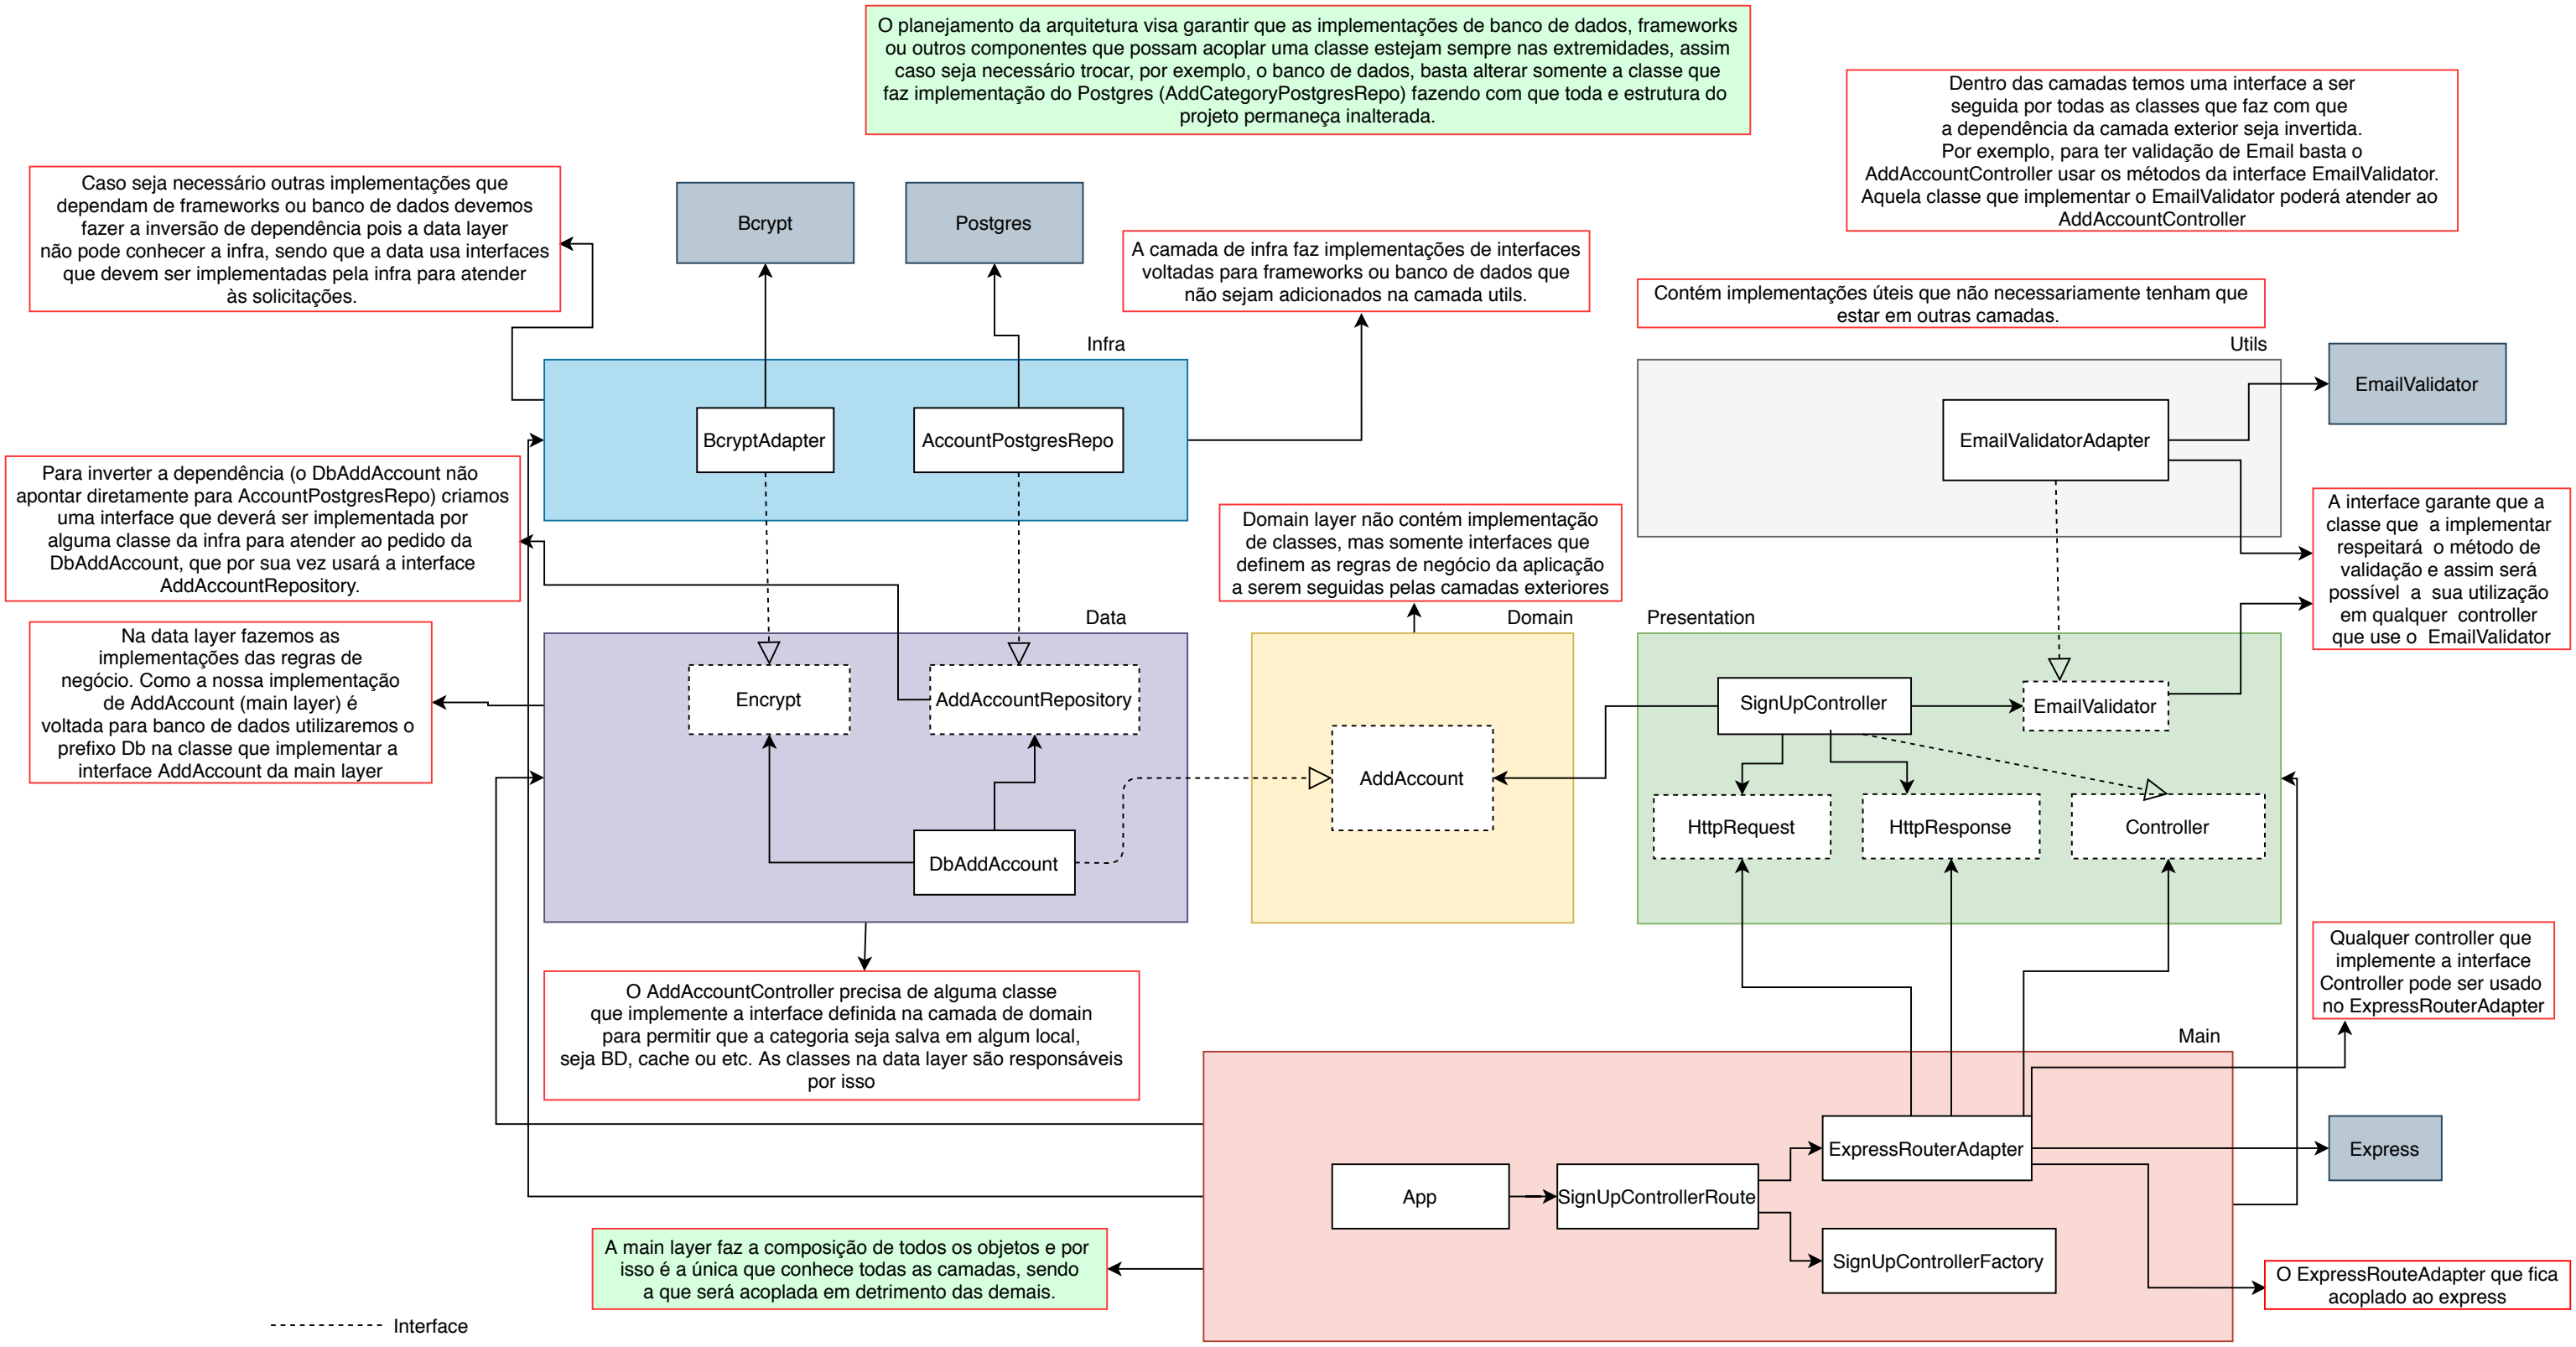 O planejamento da arquitetura visa garantir que as implementações de banco de dados, frameworks
ou outros componentes que possam acoplar uma classe estejam sempre nas extremidades, assim
caso seja necessário trocar, por exemplo, o banco de dados, basta alterar somente a classe que
faz implementação do Postgres (AddCategoryPostgresRepo) fazendo com que toda e estrutura do
projeto permaneça inalterada.
Dentro das camadas temos uma interface a ser
seguida por todas as classes que faz com que
a dependência da camada exterior seja invertida.
Por exemplo, para ter validação de Email basta o
AddAccountController usar os métodos da interface EmailValidator.
Aquela classe que implementar o EmailValidator poderá atender ao
AddAccountController
Caso seja necessário outras implementações que
dependam de frameworks ou banco de dados devemos
fazer a inversão de dependência pois a data layer
não pode conhecer a infra, sendo que a data usa interfaces
que devem ser implementadas pela infra para atender
às solicitações.
Bcrypt
Postgres
A camada de infra faz implementações de interfaces
voltadas para frameworks ou banco de dados que
não sejam adicionados na camada utils.
Contém implementações úteis que não necessariamente tenham que
estar em outras camadas.
Infra
Utils
EmailValidator
BcryptAdapter
AccountPostgresRepo
EmailValidatorAdapter
Para inverter a dependência (o DbAddAccount não
apontar diretamente para AccountPostgresRepo) criamos
uma interface que deverá ser implementada por
alguma classe da infra para atender ao pedido da
DbAddAccount, que por sua vez usará a interface
AddAccountRepository.
Domain layer não contém implementação
de classes, mas somente interfaces que
definem as regras de negócio da aplicação
a serem seguidas pelas camadas exteriores
A interface garante que a
classe que a implementar
respeitará o método de
validação e assim será
possível a sua utilização
em qualquer controller
que use o EmailValidator
Data
Domain
Presentation
Na data layer fazemos as
implementações das regras de
negócio. Como a nossa implementação
de AddAccount (main layer) é
voltada para banco de dados utilizaremos o
prefixo Db na classe que implementar a
interface AddAccount da main layer
Encrypt
AddAccountRepository
SignUpController
EmailValidator
AddAccount
HttpRequest
HttpResponse
Controller
DbAddAccount
O AddAccountController precisa de alguma classe
que implemente a interface definida na camada de domain
para permitir que a categoria seja salva em algum local,
seja BD, cache ou etc. As classes na data layer são responsáveis
por isso
Qualquer controller que
implemente a interface
Controller pode ser usado
no ExpressRouterAdapter
Main
ExpressRouterAdapter
Express
App
SignUpControllerRoute
SignUpControllerFactory
A main layer faz a composição de todos os objetos e por
isso é a única que conhece todas as camadas, sendo
a que será acoplada em detrimento das demais.
O ExpressRouteAdapter que fica
acoplado ao express
Interface